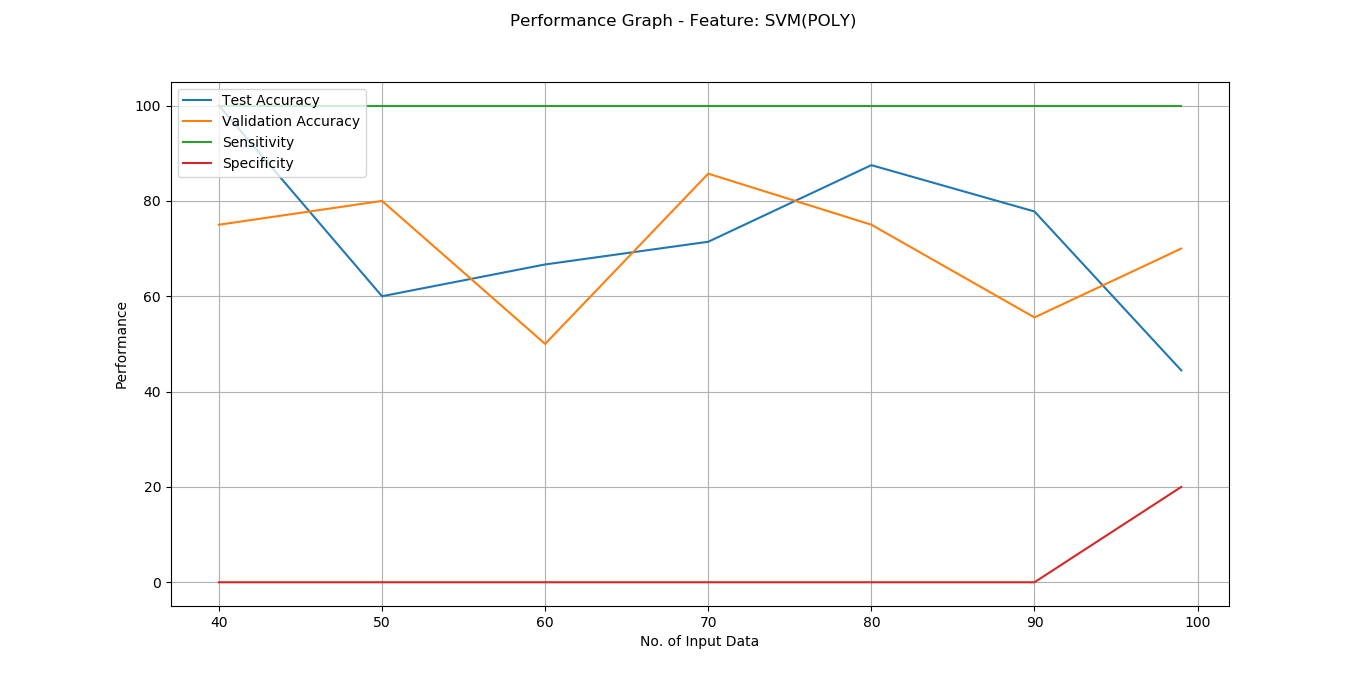 Performance Graph - Feature: SVM(POLY)
Test Accuracy
Validation Accuracy
Sensitivity
Specificity
100
80
60
40
20
0
Performance
40 50 60 70 80 90 100
No. of Input Data